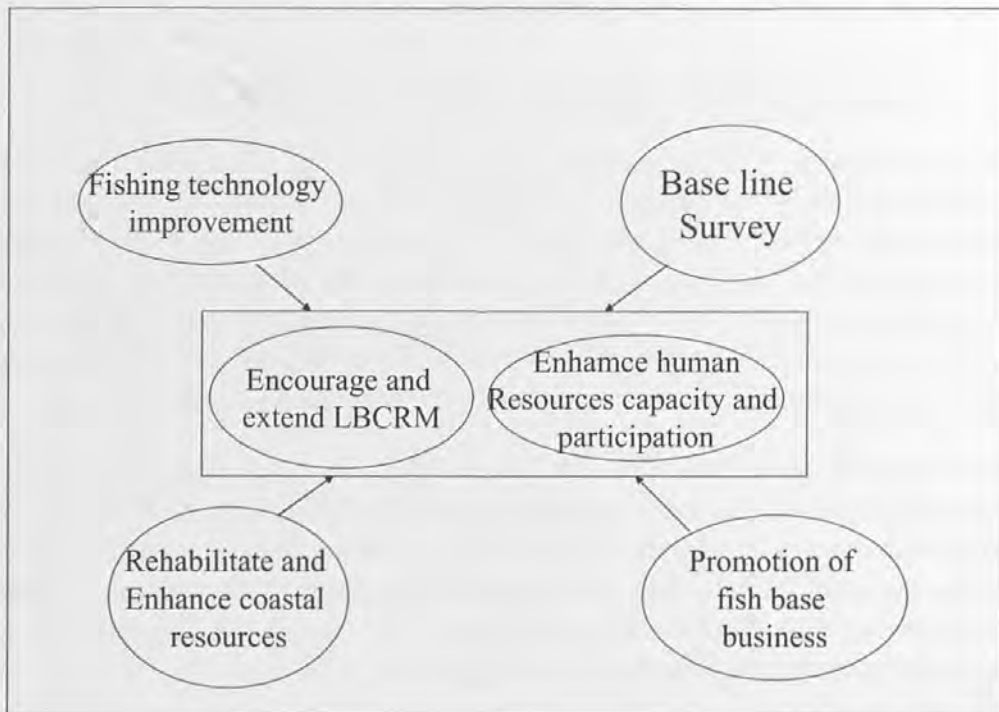 Fishing technology
improvement
Base line
Survey
Encourage and
extend LBCRM
Enhamce human
Resources capacity and
participation
Rehabilitate and
Enhance coastal
resources
Promotion of
fish base
business